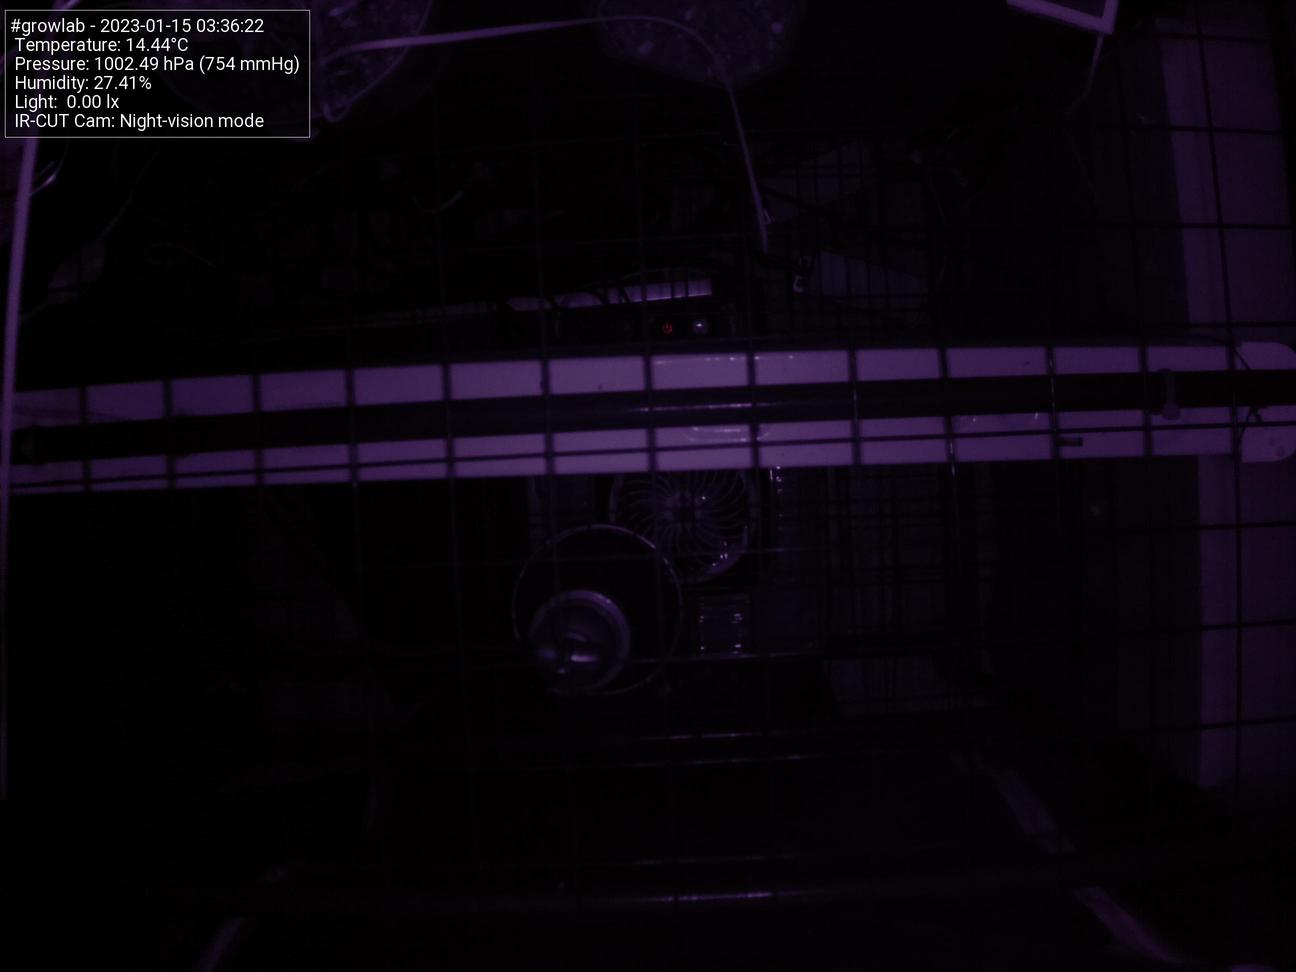 #growlab - 2023-01-15 03:36:22
Temperature: 14.44°C
Pressure: 1002.49 hPa (754 mmHg)
Humidity: 27.41%
Light:  0.00 lx
IR-CUT Cam: Night-vision mode